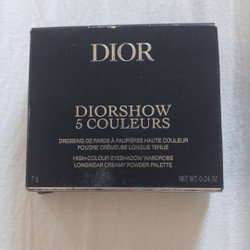 DIOR
DIORSHOW
5 COULEURS
DRESSING DE FARDS À PAUPIÈRES HAUTE COULEUR
POUDRE CRÉMEUSE LONGUE TENUE
HIGH-COLOUR EYESHADOW WARDROBE
LONGWEAR CREAMY POWDER PALETTE
7 g NET WT. 0.24 OZ